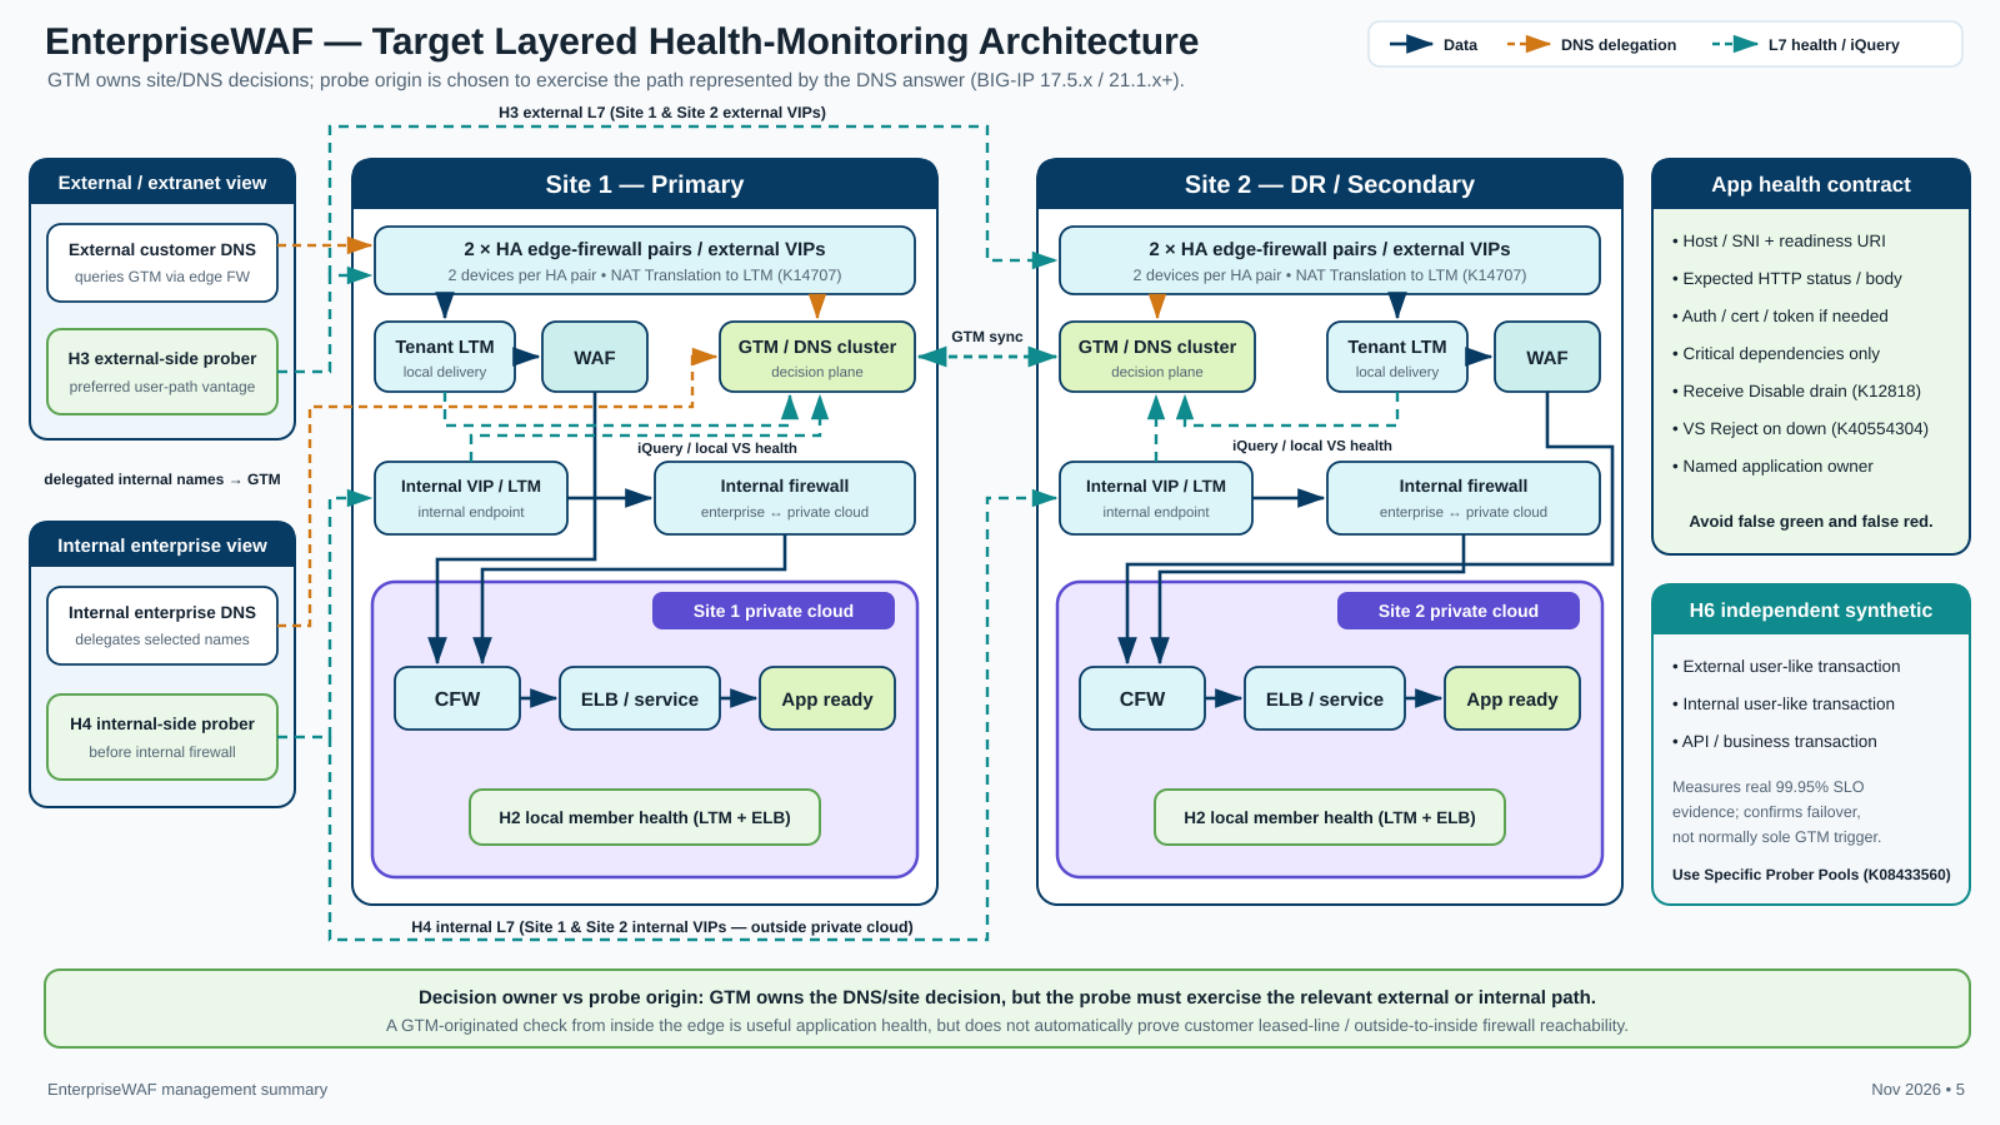 EnterpriseWAF — Target Layered Health-Monitoring Architecture
GTM owns site/DNS decisions; probe origin is chosen to exercise the path represented by the DNS answer (BIG-IP 17.5.x / 21.1.x+).
Data
DNS delegation
L7 health / iQuery
H3 external L7 (Site 1 & Site 2 external VIPs)
External / extranet view
External customer DNS
queries GTM via edge FW
H3 external-side prober
preferred user-path vantage
delegated internal names → GTM
Internal enterprise view
Internal enterprise DNS
delegates selected names
H4 internal-side prober
before internal firewall
Site 1 — Primary
2 × HA edge-firewall pairs / external VIPs
2 devices per HA pair • NAT Translation to LTM (K14707)
Tenant LTM
local delivery
WAF
GTM / DNS cluster
decision plane
iQuery / local VS health
Internal VIP / LTM
internal endpoint
Internal firewall
enterprise ↔ private cloud
Site 1 private cloud
CFW
ELB / service
App ready
H2 local member health (LTM + ELB)
GTM sync
Site 2 — DR / Secondary
2 × HA edge-firewall pairs / external VIPs
2 devices per HA pair • NAT Translation to LTM (K14707)
GTM / DNS cluster
decision plane
Tenant LTM
local delivery
WAF
iQuery / local VS health
Internal VIP / LTM
internal endpoint
Internal firewall
enterprise ↔ private cloud
Site 2 private cloud
CFW
ELB / service
App ready
H2 local member health (LTM + ELB)
App health contract
• Host / SNI + readiness URI
• Expected HTTP status / body
• Auth / cert / token if needed
• Critical dependencies only
• Receive Disable drain (K12818)
• VS Reject on down (K40554304)
• Named application owner
Avoid false green and false red.
H6 independent synthetic
• External user-like transaction
• Internal user-like transaction
• API / business transaction
Measures real 99.95% SLO
evidence; confirms failover,
not normally sole GTM trigger.
Use Specific Prober Pools (K08433560)
H4 internal L7 (Site 1 & Site 2 internal VIPs — outside private cloud)
Decision owner vs probe origin: GTM owns the DNS/site decision, but the probe must exercise the relevant external or internal path.
A GTM-originated check from inside the edge is useful application health, but does not automatically prove customer leased-line / outside-to-inside firewall reachability.
EnterpriseWAF management summary
Nov 2026 • 5